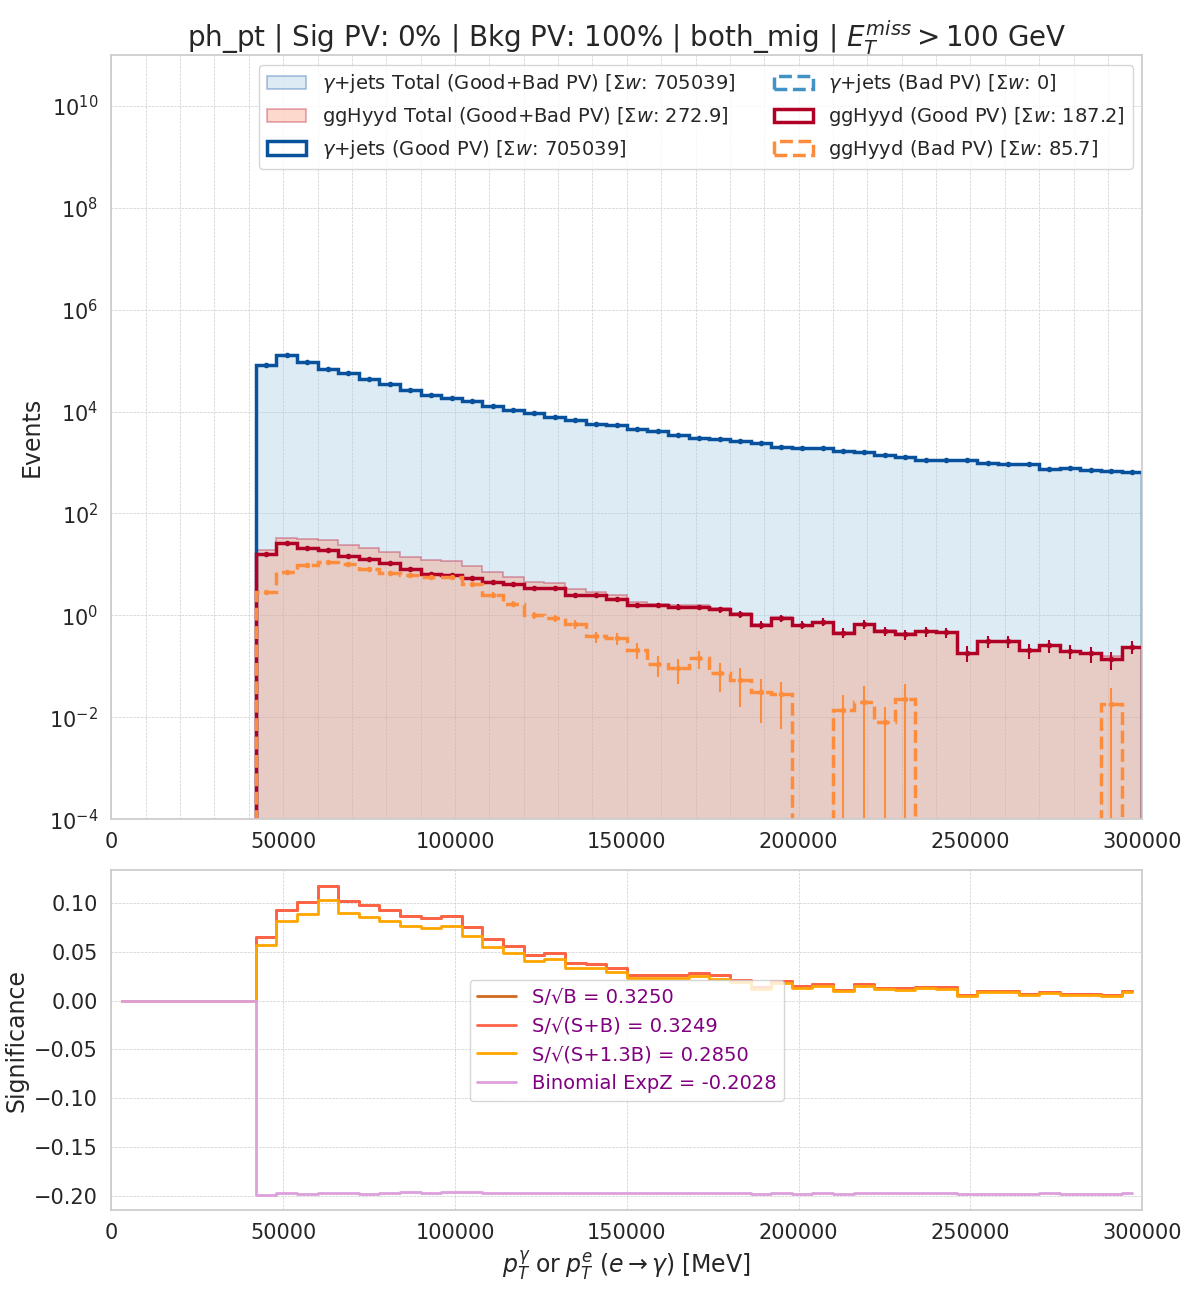 ph_pt | Sig PV: 0% | Bkg PV: 100% | both_mig | $E_T^{miss} > 100$ GeV
γ+jets Total (Good+Bad PV) [Σw: 705039]
ggHyyd Total (Good+Bad PV) [Σw: 272.9]
γ+jets (Good PV) [Σw: 705039]
γ+jets (Bad PV) [Σw: 0]
ggHyyd (Good PV) [Σw: 187.2]
ggHyyd (Bad PV) [Σw: 85.7]
Events
10^{10}
10^{8}
10^{6}
10^{4}
10^{2}
10^{0}
10^{−2}
10^{−4}
0 50000 100000 150000 200000 250000 300000
Significance
0.10
0.05
0.00
−0.05
−0.10
−0.15
−0.20
S/√B = 0.3250
S/√(S+B) = 0.3249
S/√(S+1.3B) = 0.2850
Binomial ExpZ = -0.2028
0 50000 100000 150000 200000 250000 300000
$p_T^γ$ or $p_T^e$ (e→γ) [MeV]